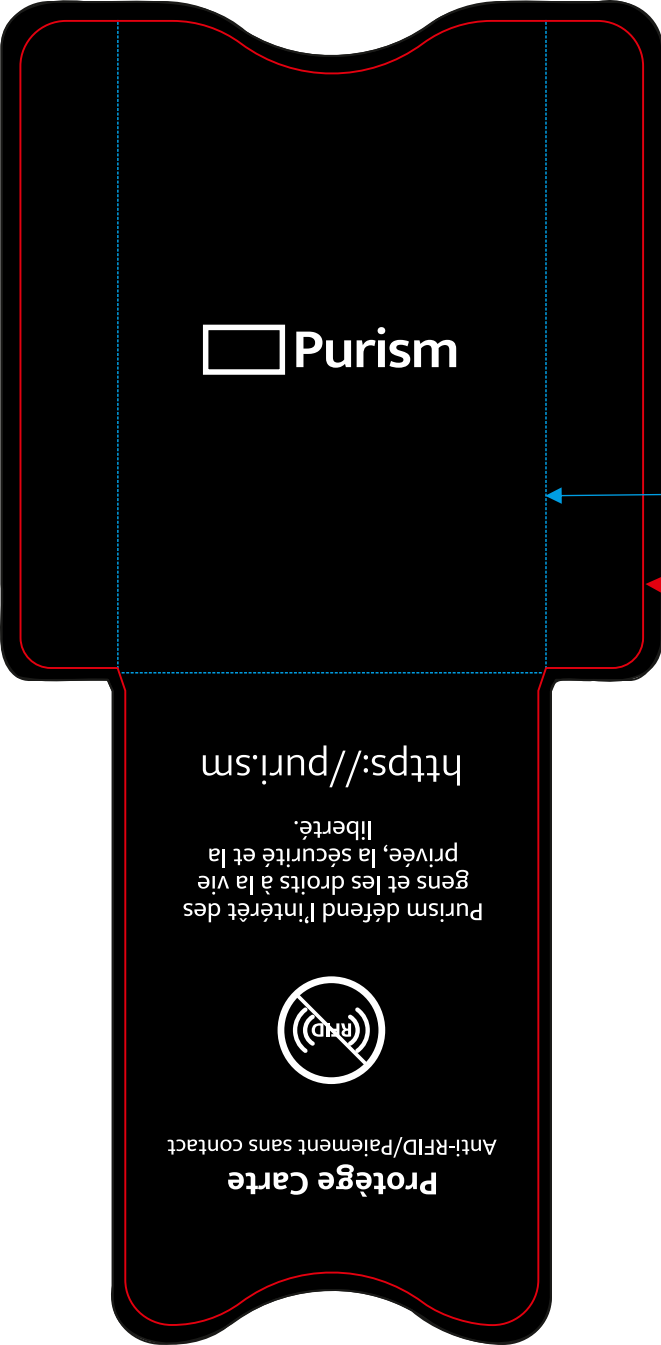 Purism
Protège Carte
Anti-RFID/Paiement sans contact
RFID
Purism défend l'intérêt des
gens et les droits à la vie
privée, la sécurité et la
liberté.
https://puri.sm